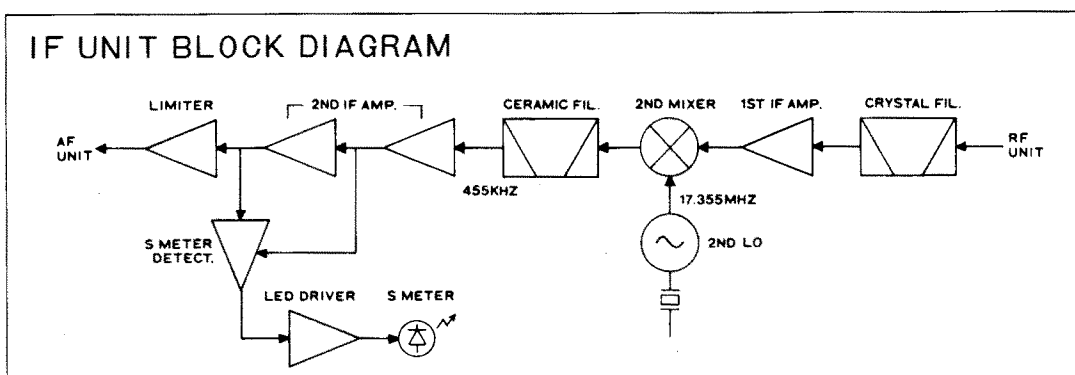 IF UNIT BLOCK DIAGRAM
LIMITER
2ND IF AMP.
CERAMIC FIL.
2ND MIXER
1ST IF AMP.
CRYSTAL FIL.
AF
UNIT
RF
UNIT
455KHZ
17.355MHZ
2ND LO
S METER
DETECT.
LED DRIVER
S METER